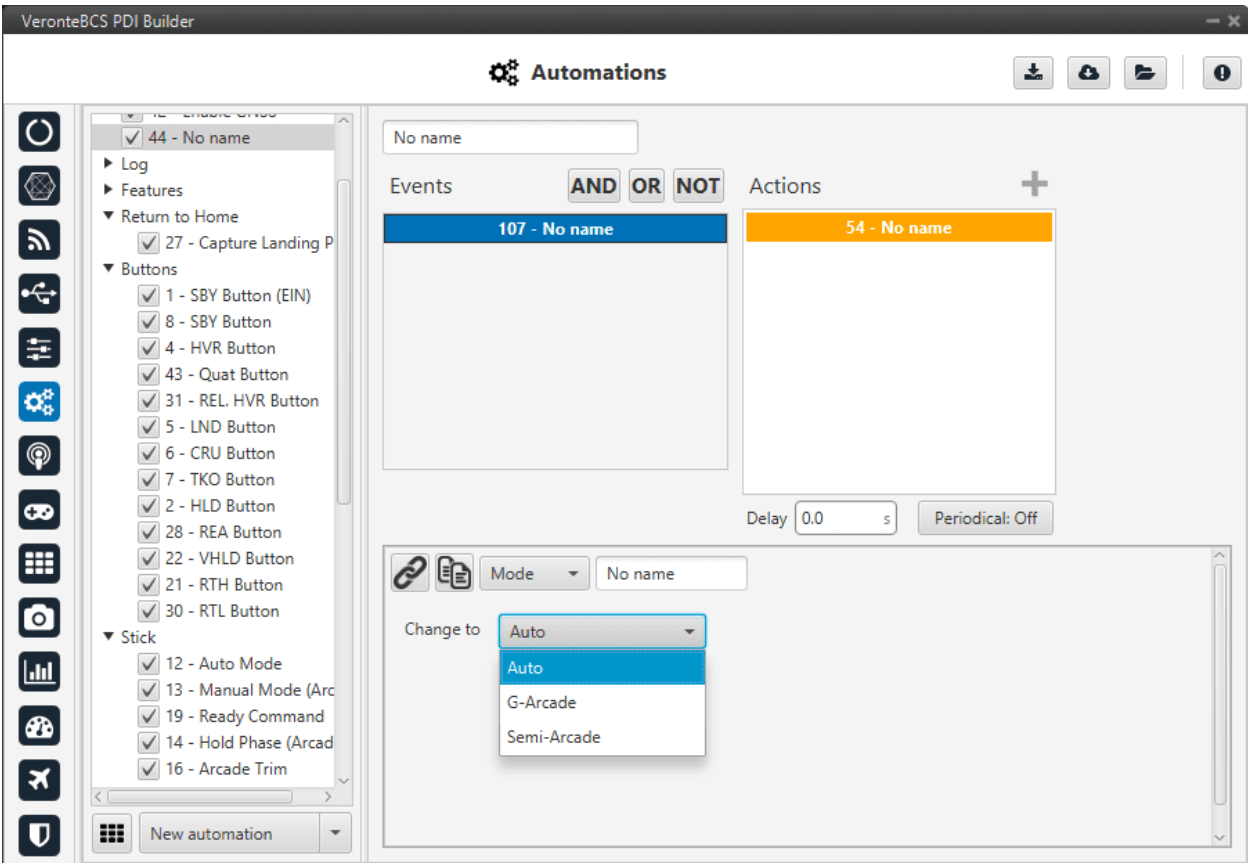 VeronteBCS PDI Builder
Automations
44 - No name
Log
Features
Return to Home
27 - Capture Landing P
Buttons
1 - SBY Button (EIN)
8 - SBY Button
4 - HVR Button
43 - Quat Button
31 - REL. HVR Button
5 - LND Button
6 - CRU Button
7 - TKO Button
2 - HLD Button
28 - REA Button
22 - VHLD Button
21 - RTH Button
30 - RTL Button
Stick
12 - Auto Mode
13 - Manual Mode (Arc
19 - Ready Command
14 - Hold Phase (Arcad
16 - Arcade Trim
New automation
No name
Events AND OR NOT
107 - No name
Actions
54 - No name
Delay 0.0 s Periodical: Off
Mode No name
Change to Auto
Auto
G-Arcade
Semi-Arcade